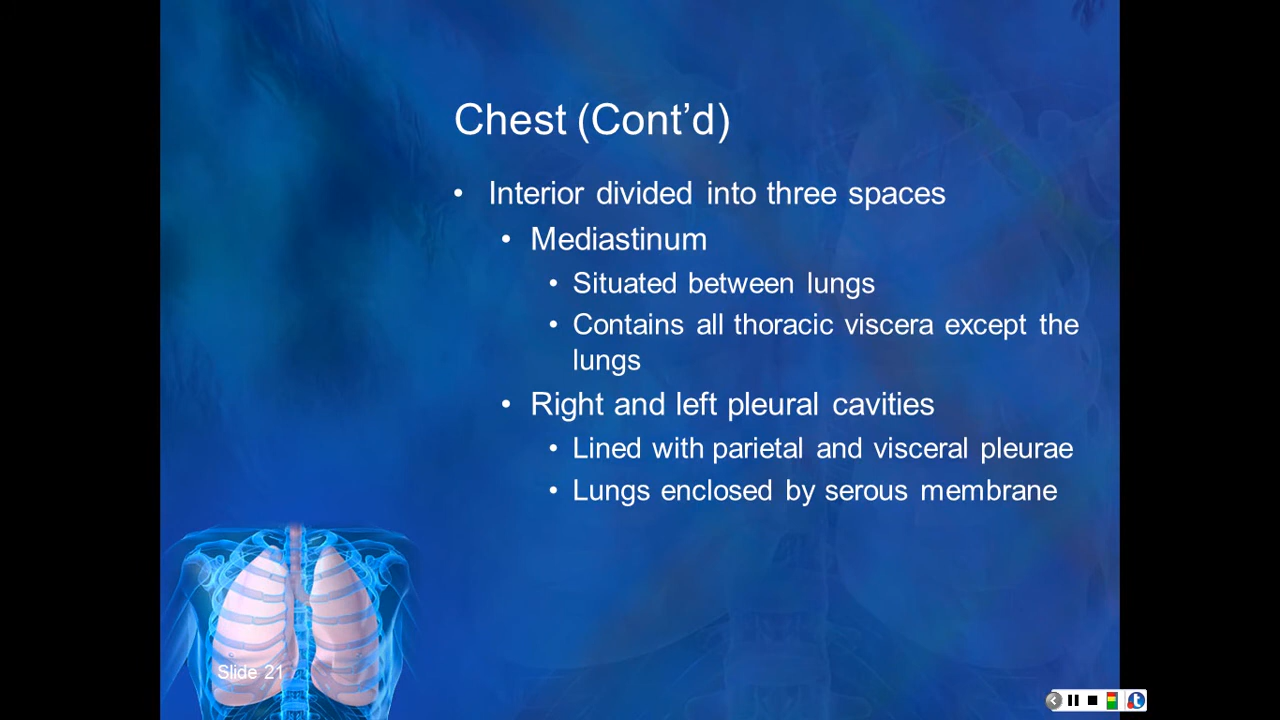 Chest (Cont’d)
• Interior divided into three spaces
• Mediastinum
• Situated between lungs
• Contains all thoracic viscera except the
lungs
• Right and left pleural cavities
• Lined with parietal and visceral pleurae
• Lungs enclosed by serous membrane
Slide 21
t